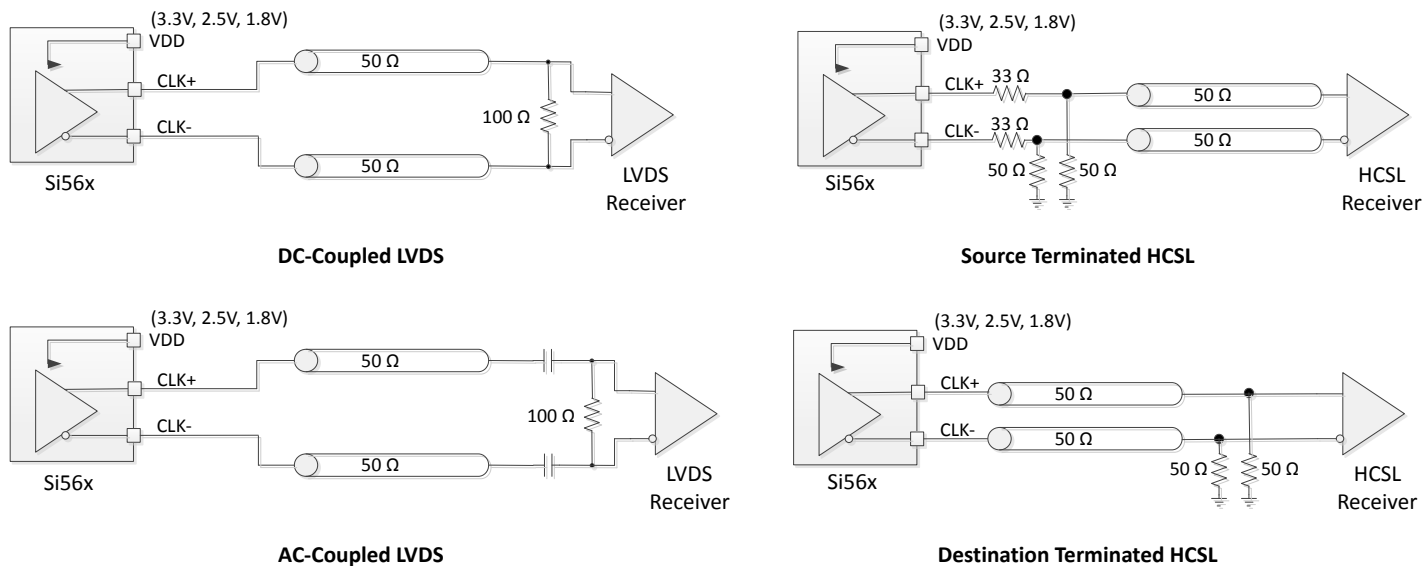 (3.3V, 2.5V, 1.8V)
VDD
CLK+
50 Ω
100 Ω
CLK-
50 Ω
Si56x
LVDS
Receiver
DC-Coupled LVDS
(3.3V, 2.5V, 1.8V)
VDD
CLK+
33 Ω
50 Ω
CLK-
33 Ω
50 Ω
50 Ω
50 Ω
Si56x
HCSL
Receiver
Source Terminated HCSL
(3.3V, 2.5V, 1.8V)
VDD
CLK+
50 Ω
100 Ω
CLK-
50 Ω
Si56x
LVDS
Receiver
AC-Coupled LVDS
(3.3V, 2.5V, 1.8V)
VDD
CLK+
50 Ω
CLK-
50 Ω
50 Ω
50 Ω
Si56x
HCSL
Receiver
Destination Terminated HCSL